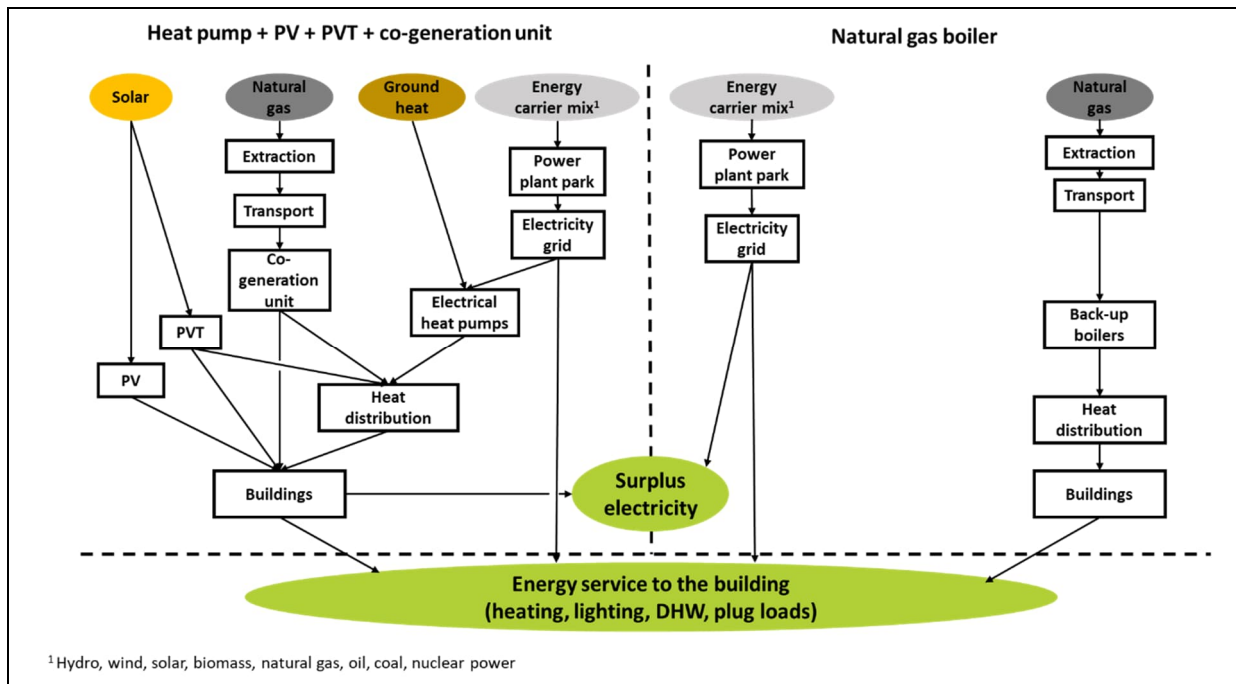 Heat pump + PV + PVT + co-generation unit
Natural gas boiler
Solar
Natural
gas
Ground
heat
Energy
carrier mix¹
Energy
carrier mix¹
Natural
gas
Extraction
Power
plant park
Power
plant park
Extraction
Transport
Electricity
grid
Electricity
grid
Transport
Co-
generation
unit
Electrical
heat pumps
Back-up
boilers
PVT
PV
Heat
distribution
Heat
distribution
Buildings
Surplus
electricity
Buildings
Energy service to the building
(heating, lighting, DHW, plug loads)
¹ Hydro, wind, solar, biomass, natural gas, oil, coal, nuclear power